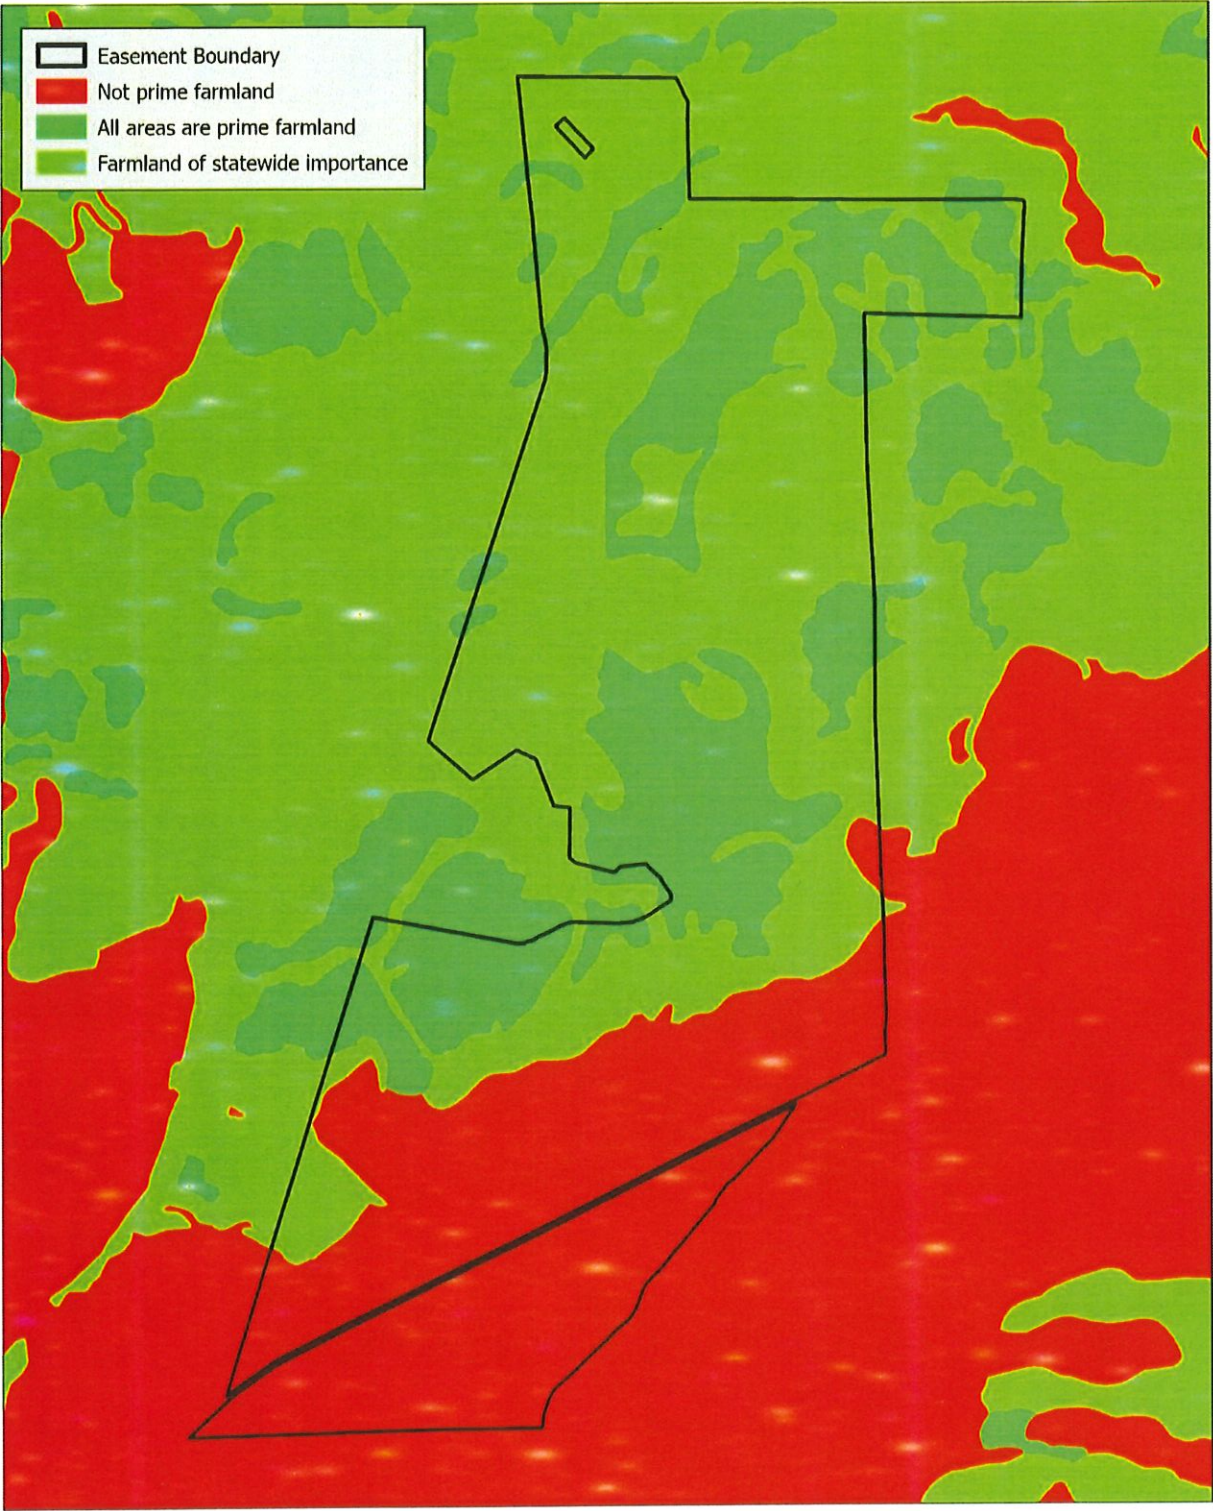 Easement Boundary
Not prime farmland
All areas are prime farmland
Farmland of statewide importance